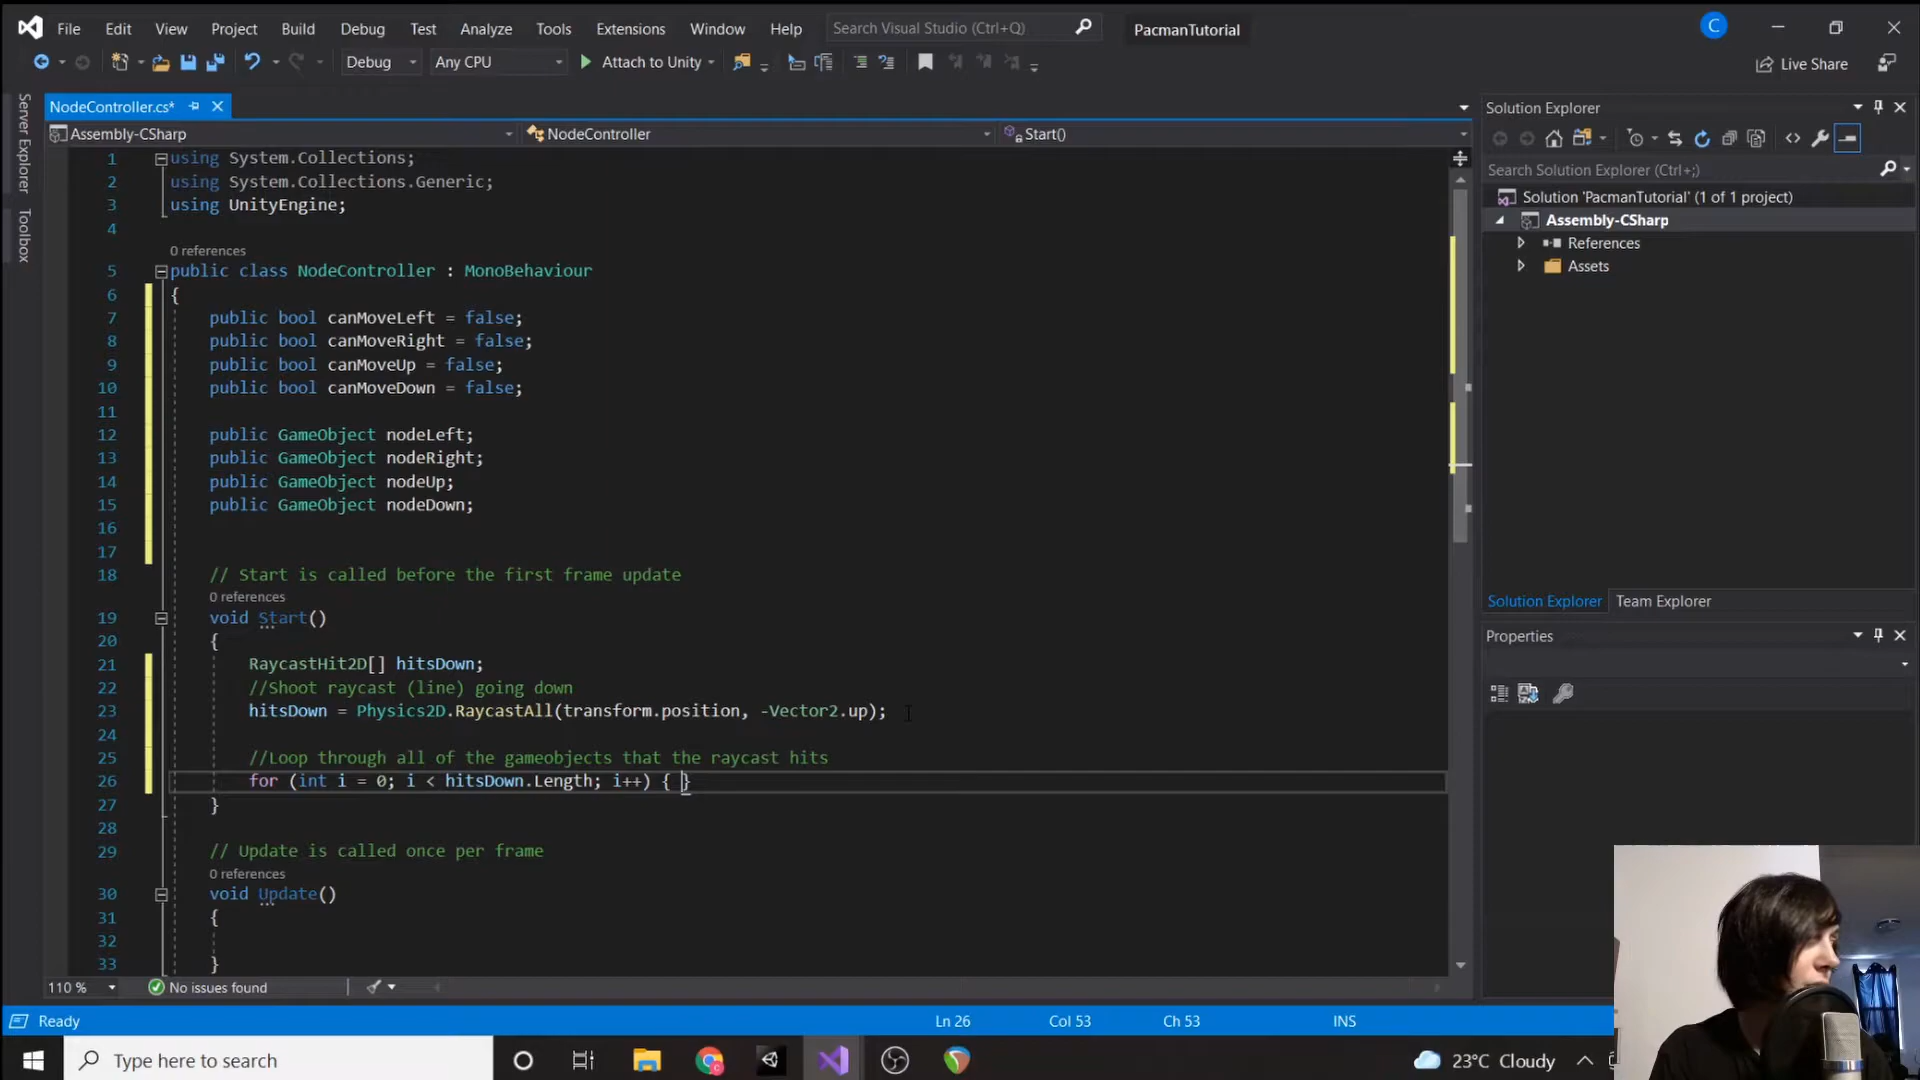 File Edit View Project Build Debug Test Analyze Tools Extensions Window Help Search Visual Studio (Ctrl+Q) PacmanTutorial C
Debug Any CPU Attach to Unity Live Share
Server Explorer
Toolbox
NodeController.cs*
Assembly-CSharp NodeController Start()
1 using System.Collections;
2 using System.Collections.Generic;
3 using UnityEngine;
4
0 references
5 public class NodeController : MonoBehaviour
6 {
7 public bool canMoveLeft = false;
8 public bool canMoveRight = false;
9 public bool canMoveUp = false;
10 public bool canMoveDown = false;
11
12 public GameObject nodeLeft;
13 public GameObject nodeRight;
14 public GameObject nodeUp;
15 public GameObject nodeDown;
16
17
18 // Start is called before the first frame update
0 references
19 void Start()
20 {
21 RaycastHit2D[] hitsDown;
22 //Shoot raycast (line) going down
23 hitsDown = Physics2D.RaycastAll(transform.position, -Vector2.up);
24
25 //Loop through all of the gameobjects that the raycast hits
26 for (int i = 0; i < hitsDown.Length; i++) { }
27 }
28
29 // Update is called once per frame
0 references
30 void Update()
31 {
32
33 }
110 % No issues found
Solution Explorer
Search Solution Explorer (Ctrl+;)
Solution 'PacmanTutorial' (1 of 1 project)
Assembly-CSharp
References
Assets
Solution Explorer Team Explorer
Properties
Ready Ln 26 Col 53 Ch 53 INS
Type here to search 23°C Cloudy